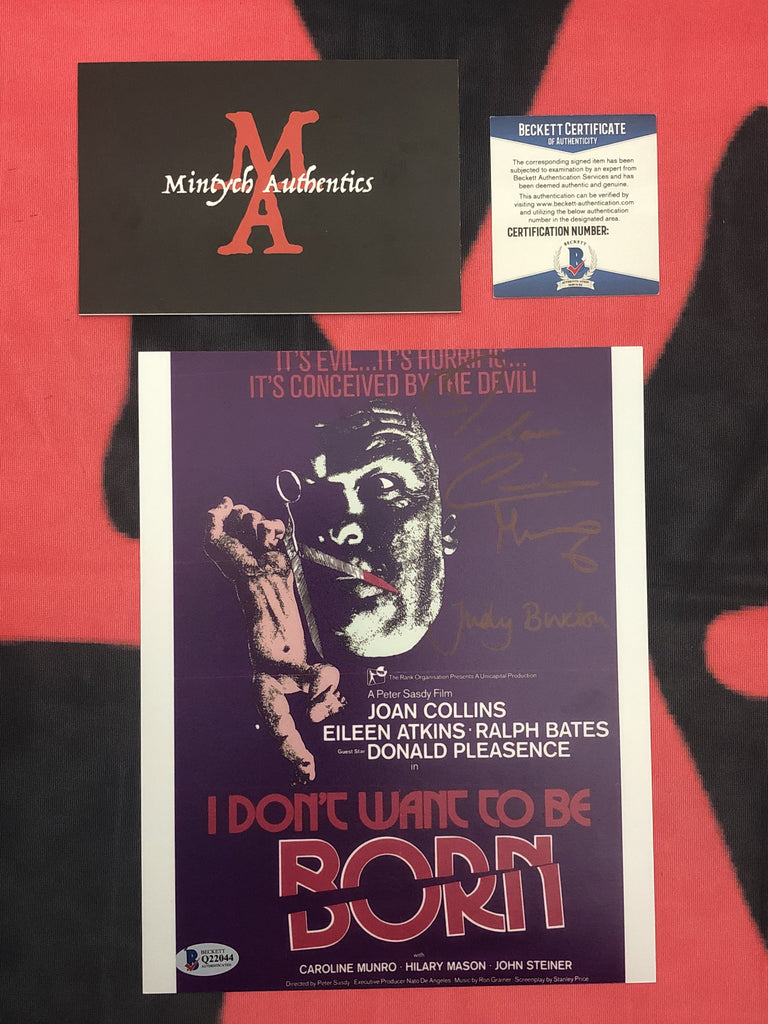 M
Mintych Authentics
A
BECKETT CERTIFICATE
OF AUTHENTICITY
The corresponding signed item has been
subjected to examination by an expert from
Beckett Authentication Services and has
been deemed authentic and genuine.
This authentication can be verified by
visiting www.beckett-authentication.com
and utilizing the below authentication
number in the designated area.
CERTIFICATION NUMBER:
BECKETT
B
IT'S EVIL...IT'S HORRIFIC...
IT'S CONCEIVED BY THE DEVIL!
Caroline
Munro
Judy Buxton
The Rank Organisation Presents A Unicapital Production
A Peter Sasdy Film
JOAN COLLINS
EILEEN ATKINS · RALPH BATES
Guest Star DONALD PLEASENCE
in
I DON'T WANT TO BE
BORN
with
CAROLINE MUNRO · HILARY MASON · JOHN STEINER
Directed by Peter Sasdy Executive Producer Nato De Angeles Music by Ron Grainer Screenplay by Stanley Price
B BECKETT
Q22044
AUTHENTICATION